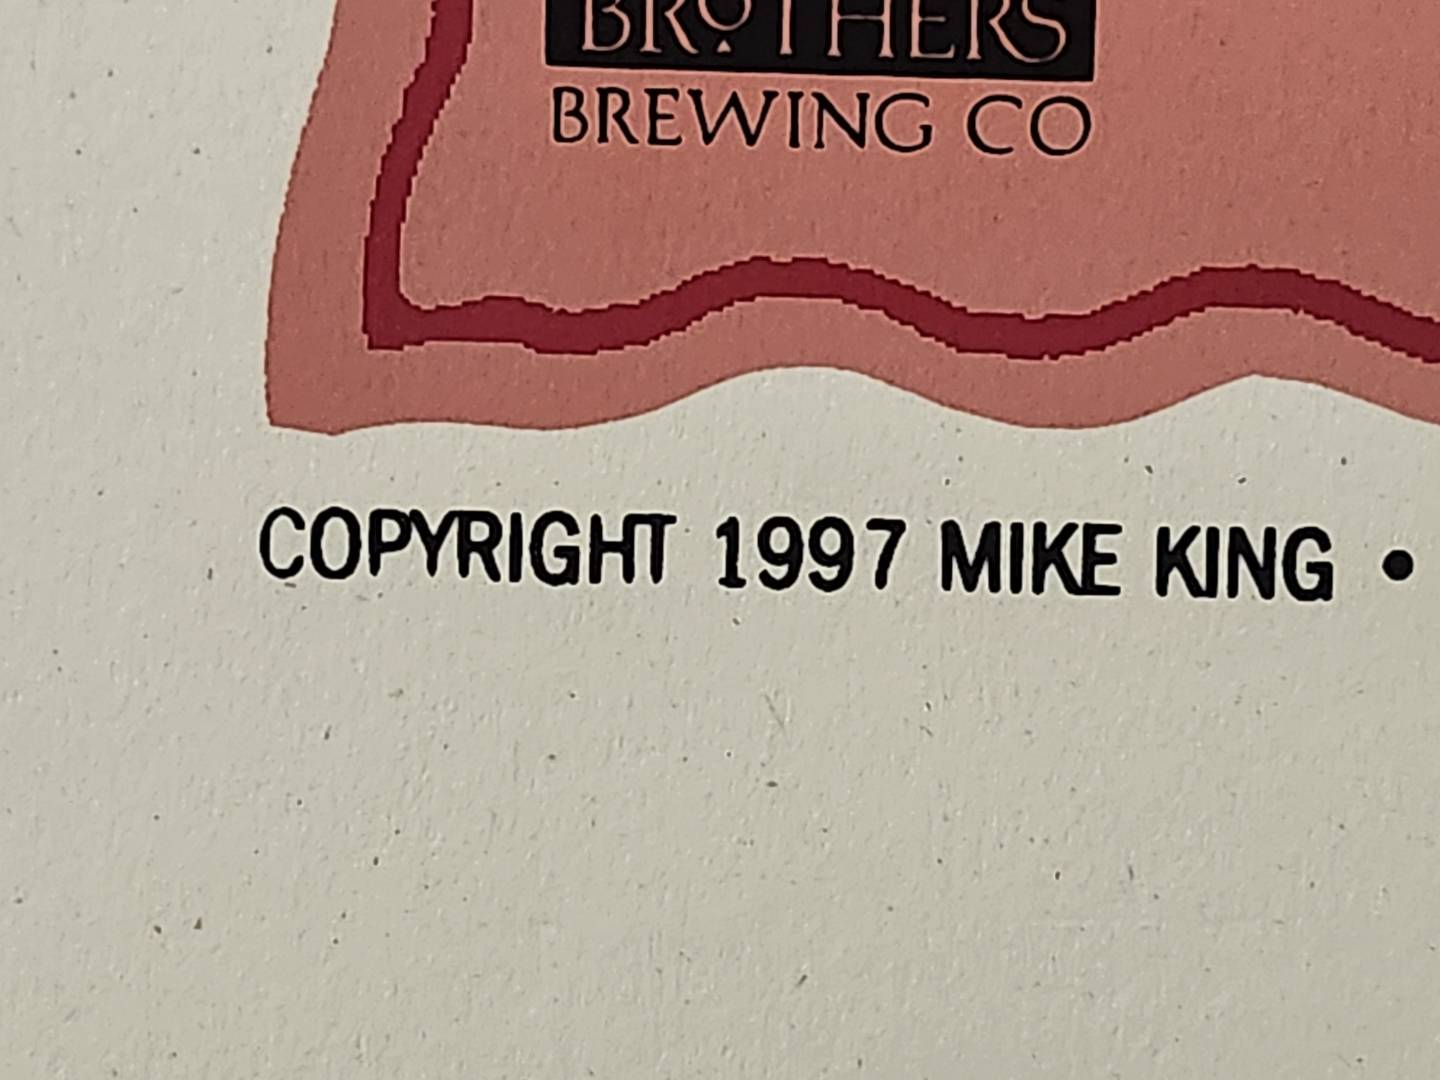 BROTHERS
BREWING CO
COPYRIGHT 1997 MIKE KING •